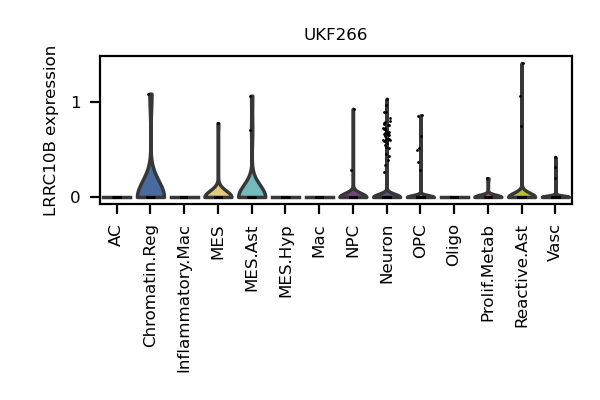 UKF266
LRRC10B expression
1
0
AC
Chromatin.Reg
Inflammatory.Mac
MES
MES.Ast
MES.Hyp
Mac
NPC
Neuron
OPC
Oligo
Prolif.Metab
Reactive.Ast
Vasc